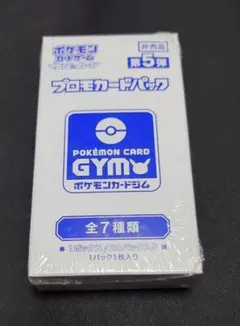 ポケモン
カードゲーム
非売品
第5弾
プロモカードパック
POKÉMON CARD
GYM
ポケモンカードジム
全7種類
1パック1枚入り